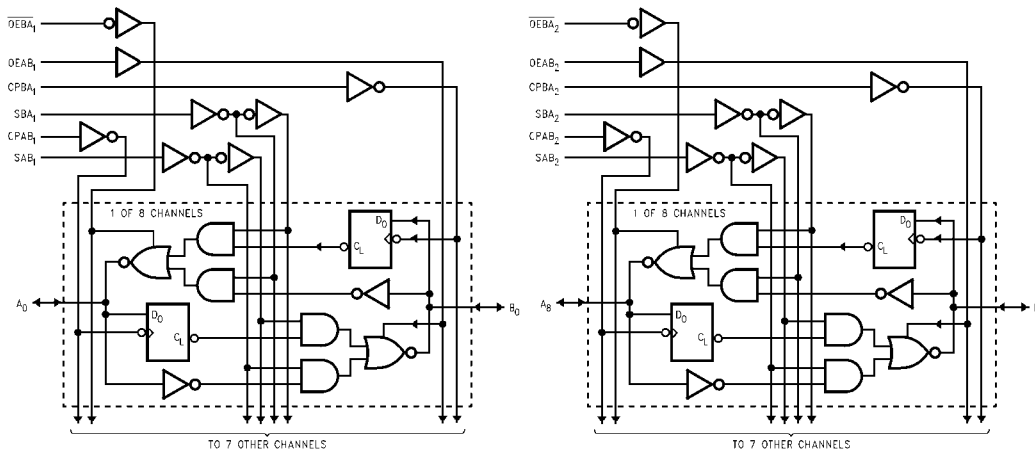 OEBA1
OEAB1
CPBA1
SBA1
CPAB1
SAB1
1 OF 8 CHANNELS
D0
CL
A0
B0
D0
CL
TO 7 OTHER CHANNELS
OEBA2
OEAB2
CPBA2
SBA2
CPAB2
SAB2
1 OF 8 CHANNELS
D0
CL
A8
D0
CL
TO 7 OTHER CHANNELS